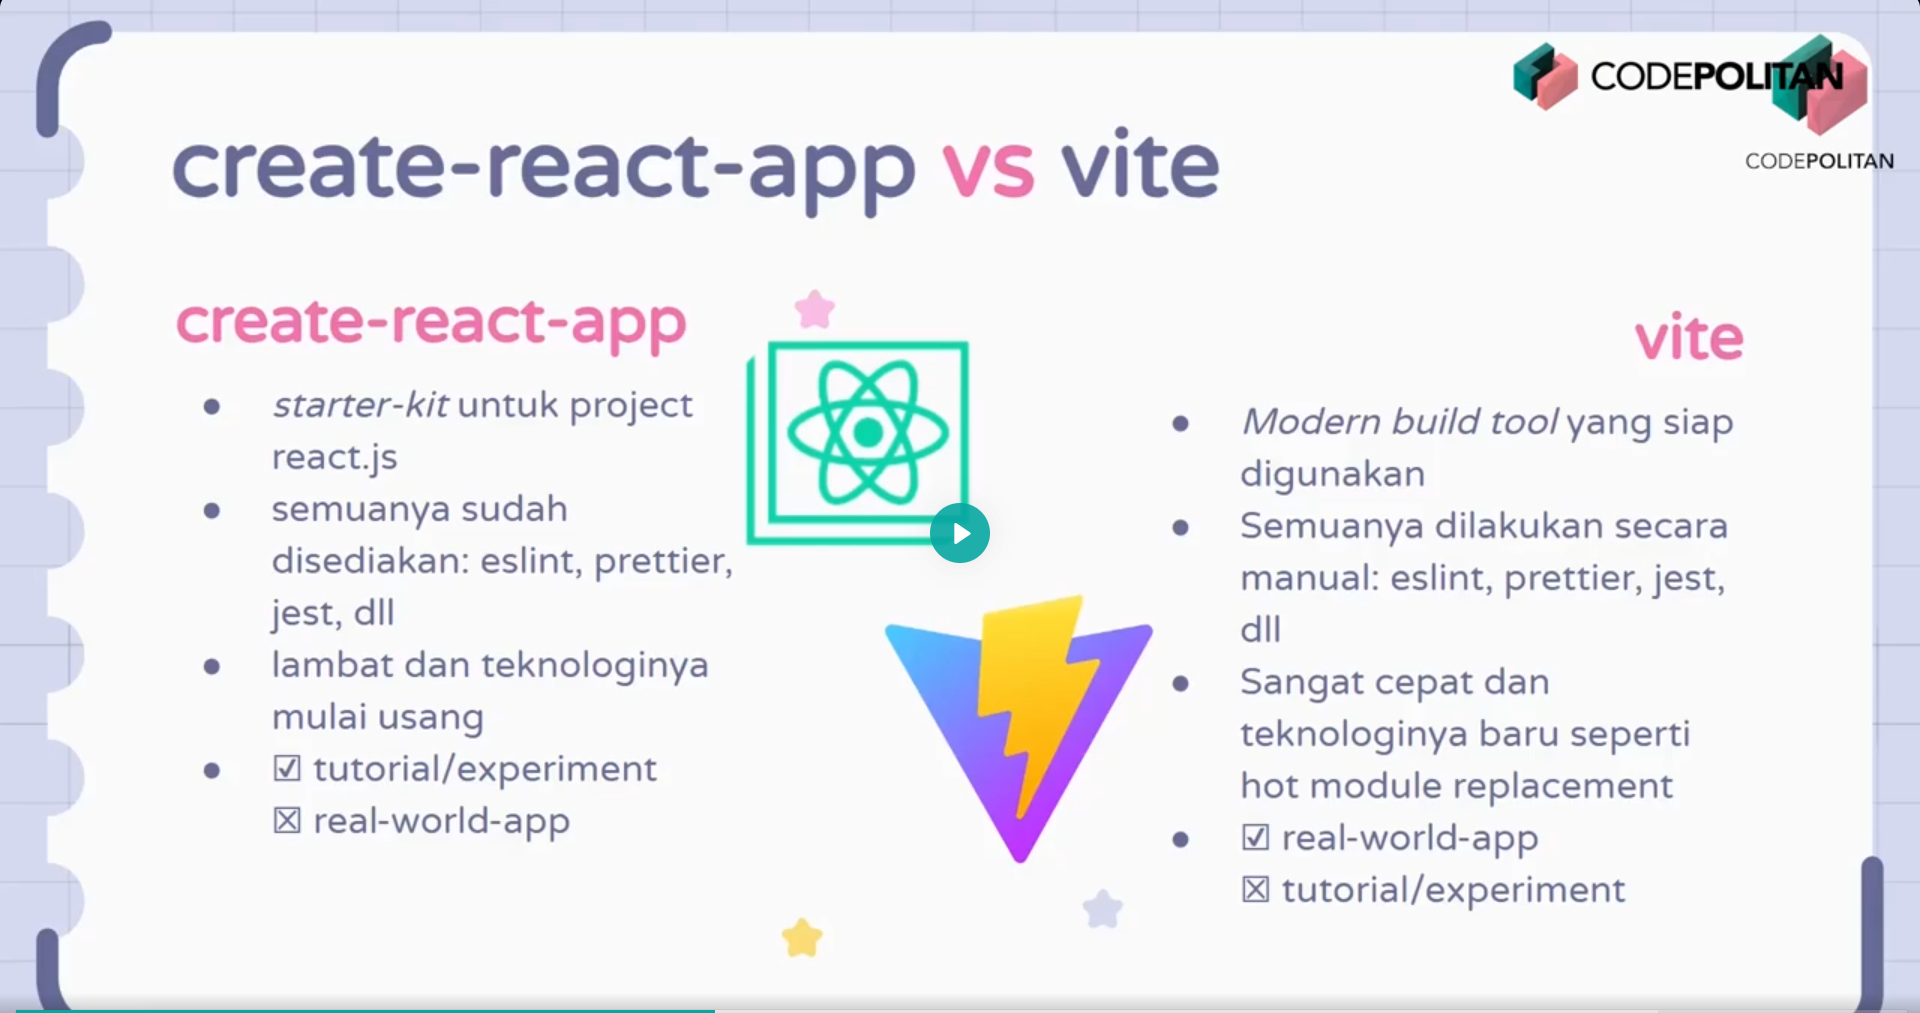 CODEPOLITAN
CODEPOLITAN
create-react-app vs vite
create-react-app
starter-kit untuk project
react.js
semuanya sudah
disediakan: eslint, prettier,
jest, dll
lambat dan teknologinya
mulai usang
☑ tutorial/experiment
☒ real-world-app
vite
Modern build tool yang siap
digunakan
Semuanya dilakukan secara
manual: eslint, prettier, jest,
dll
Sangat cepat dan
teknologinya baru seperti
hot module replacement
☑ real-world-app
☒ tutorial/experiment